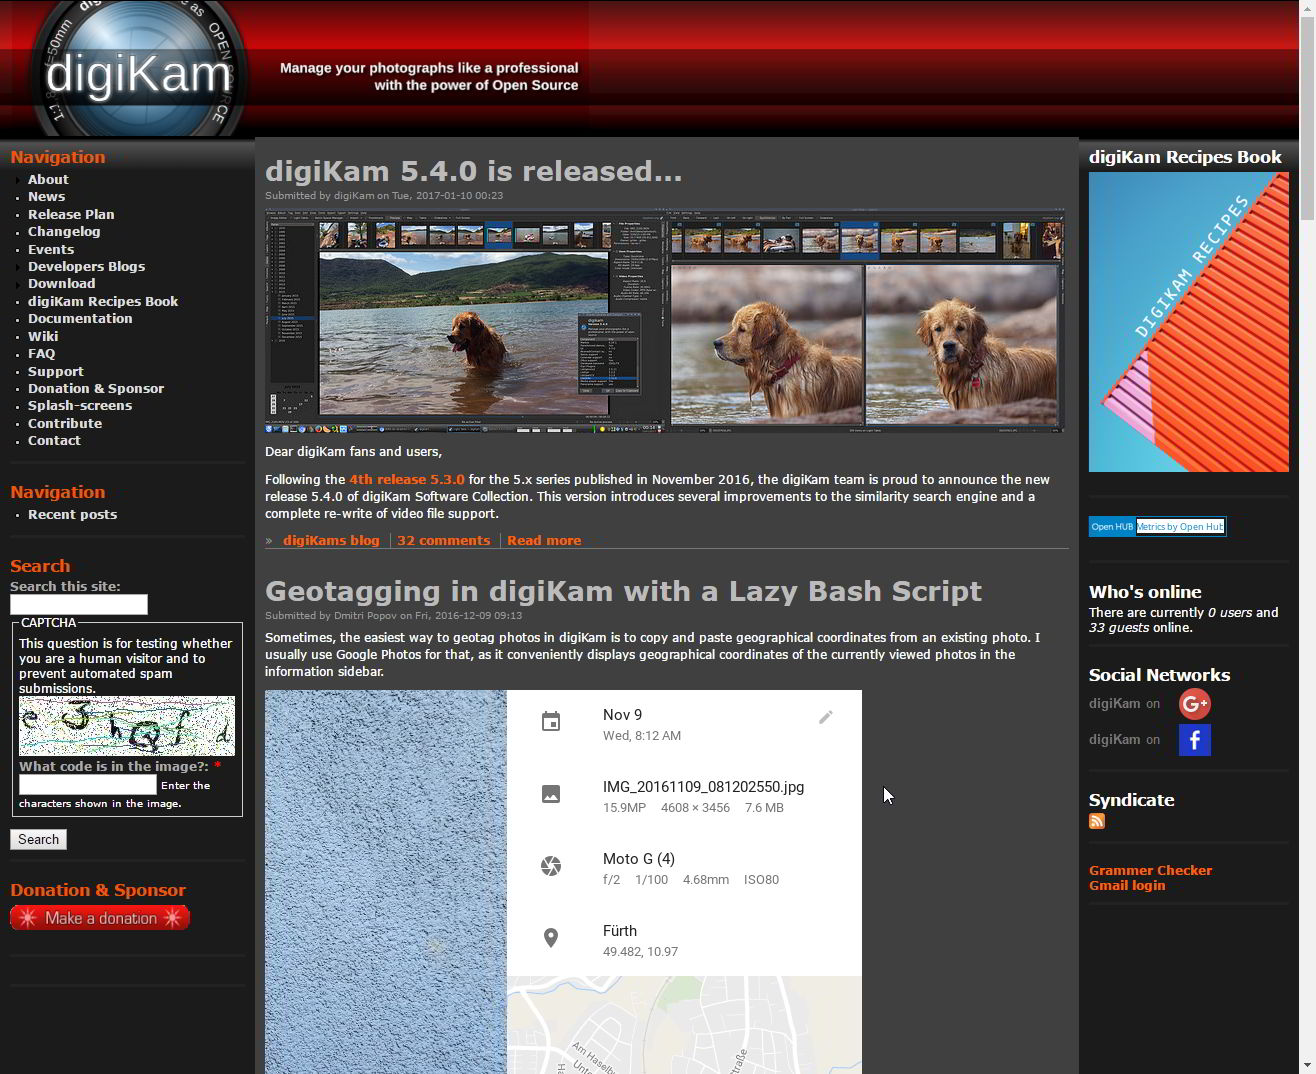 digiKam
Manage your photographs like a professional
with the power of Open Source
Navigation
About
News
Release Plan
Changelog
Events
Developers Blogs
Download
digiKam Recipes Book
Documentation
Wiki
FAQ
Support
Donation & Sponsor
Splash-screens
Contribute
Contact
Navigation
Recent posts
Search
Search this site:
CAPTCHA
This question is for testing whether
you are a human visitor and to
prevent automated spam
submissions.
What code is in the image?: *
Enter the
characters shown in the image.
Search
Donation & Sponsor
Make a donation
digiKam 5.4.0 is released...
Submitted by digiKam on Tue, 2017-01-10 00:23
Dear digiKam fans and users,
Following the 4th release 5.3.0 for the 5.x series published in November 2016, the digiKam team is proud to announce the new
release 5.4.0 of digiKam Software Collection. This version introduces several improvements to the similarity search engine and a
complete re-write of video file support.
» digiKams blog | 32 comments | Read more
Geotagging in digiKam with a Lazy Bash Script
Submitted by Dmitri Popov on Fri, 2016-12-09 09:13
Sometimes, the easiest way to geotag photos in digiKam is to copy and paste geographical coordinates from an existing photo. I
usually use Google Photos for that, as it conveniently displays geographical coordinates of the currently viewed photos in the
information sidebar.
Nov 9
Wed, 8:12 AM
IMG_20161109_081202550.jpg
15.9MP 4608 × 3456 7.6 MB
Moto G (4)
f/2 1/100 4.68mm ISO80
Fürth
49.482, 10.97
Am Haselbu
Unter
straße
digiKam Recipes Book
DIGIKAM RECIPES
Open HUB Metrics by Open Hub
Who's online
There are currently 0 users and
33 guests online.
Social Networks
digiKam on G+
digiKam on f
Syndicate
Grammer Checker
Gmail login